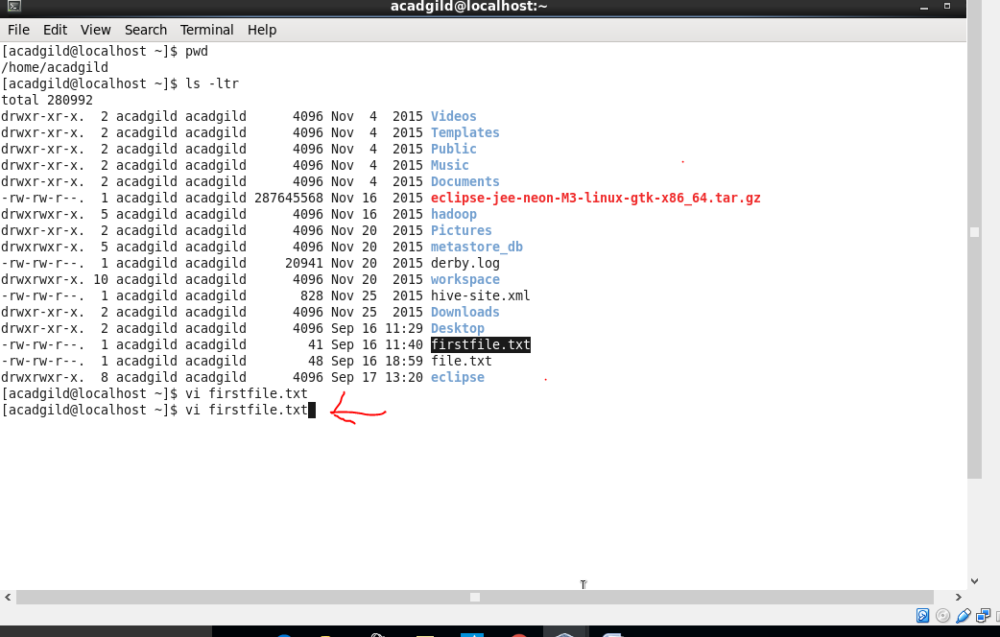 acadgild@localhost:~
File Edit View Search Terminal Help
[acadgild@localhost ~]$ pwd
/home/acadgild
[acadgild@localhost ~]$ ls -ltr
total 280992
drwxr-xr-x.  2 acadgild acadgild      4096 Nov  4  2015 Videos
drwxr-xr-x.  2 acadgild acadgild      4096 Nov  4  2015 Templates
drwxr-xr-x.  2 acadgild acadgild      4096 Nov  4  2015 Public
drwxr-xr-x.  2 acadgild acadgild      4096 Nov  4  2015 Music
drwxr-xr-x.  2 acadgild acadgild      4096 Nov  4  2015 Documents
-rw-rw-r--.  1 acadgild acadgild 287645568 Nov 16  2015 eclipse-jee-neon-M3-linux-gtk-x86_64.tar.gz
drwxrwxr-x.  5 acadgild acadgild      4096 Nov 16  2015 hadoop
drwxr-xr-x.  2 acadgild acadgild      4096 Nov 20  2015 Pictures
drwxrwxr-x.  5 acadgild acadgild      4096 Nov 20  2015 metastore_db
-rw-rw-r--.  1 acadgild acadgild     20941 Nov 20  2015 derby.log
drwxrwxr-x. 10 acadgild acadgild      4096 Nov 20  2015 workspace
-rw-rw-r--.  1 acadgild acadgild       828 Nov 25  2015 hive-site.xml
drwxr-xr-x.  2 acadgild acadgild      4096 Nov 25  2015 Downloads
drwxr-xr-x.  2 acadgild acadgild      4096 Sep 16 11:29 Desktop
-rw-rw-r--.  1 acadgild acadgild        41 Sep 16 11:40 firstfile.txt
-rw-rw-r--.  1 acadgild acadgild        48 Sep 16 18:59 file.txt
drwxrwxr-x.  8 acadgild acadgild      4096 Sep 17 13:20 eclipse
[acadgild@localhost ~]$ vi firstfile.txt
[acadgild@localhost ~]$ vi firstfile.txt